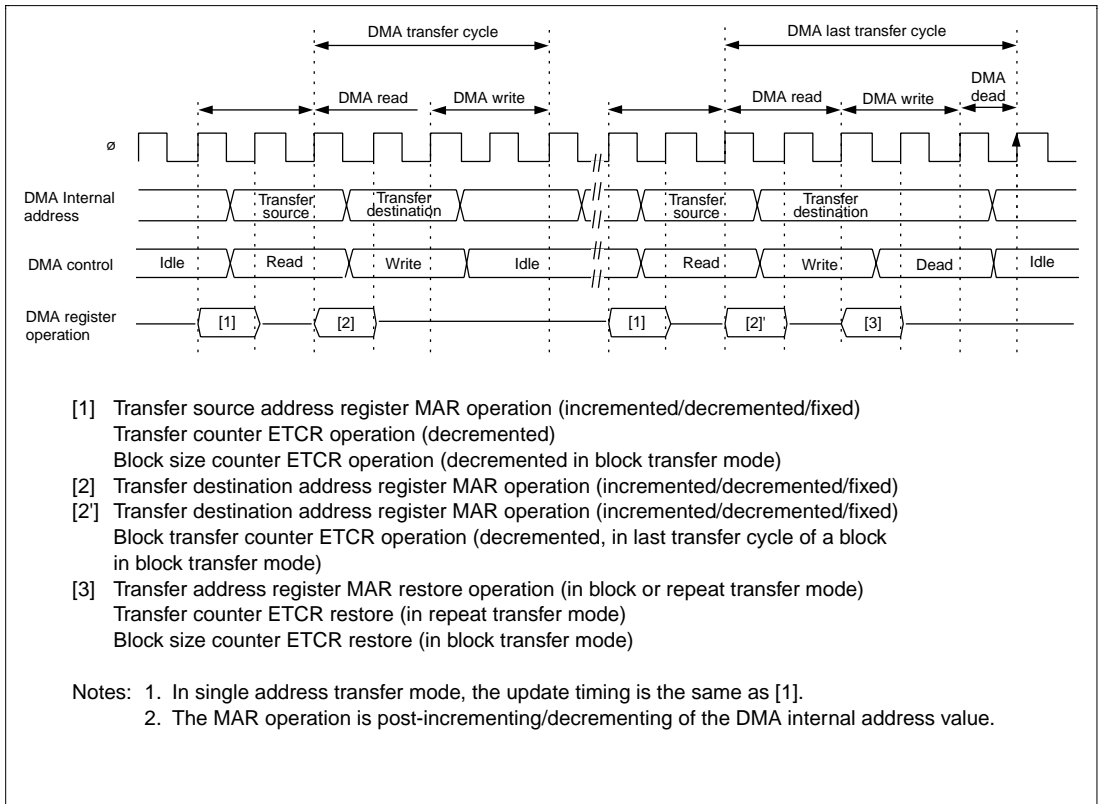 DMA transfer cycle
DMA last transfer cycle
DMA read
DMA write
DMA read
DMA write
DMA
dead
ø
DMA Internal
address
Transfer
source
Transfer
destination
Transfer
source
Transfer
destination
DMA control
Idle
Read
Write
Idle
Read
Write
Dead
Idle
DMA register
operation
[1]
[2]
[1]
[2]'
[3]
[1] Transfer source address register MAR operation (incremented/decremented/fixed)
Transfer counter ETCR operation (decremented)
Block size counter ETCR operation (decremented in block transfer mode)
[2] Transfer destination address register MAR operation (incremented/decremented/fixed)
[2'] Transfer destination address register MAR operation (incremented/decremented/fixed)
Block transfer counter ETCR operation (decremented, in last transfer cycle of a block
in block transfer mode)
[3] Transfer address register MAR restore operation (in block or repeat transfer mode)
Transfer counter ETCR restore (in repeat transfer mode)
Block size counter ETCR restore (in block transfer mode)
Notes: 1. In single address transfer mode, the update timing is the same as [1].
2. The MAR operation is post-incrementing/decrementing of the DMA internal address value.